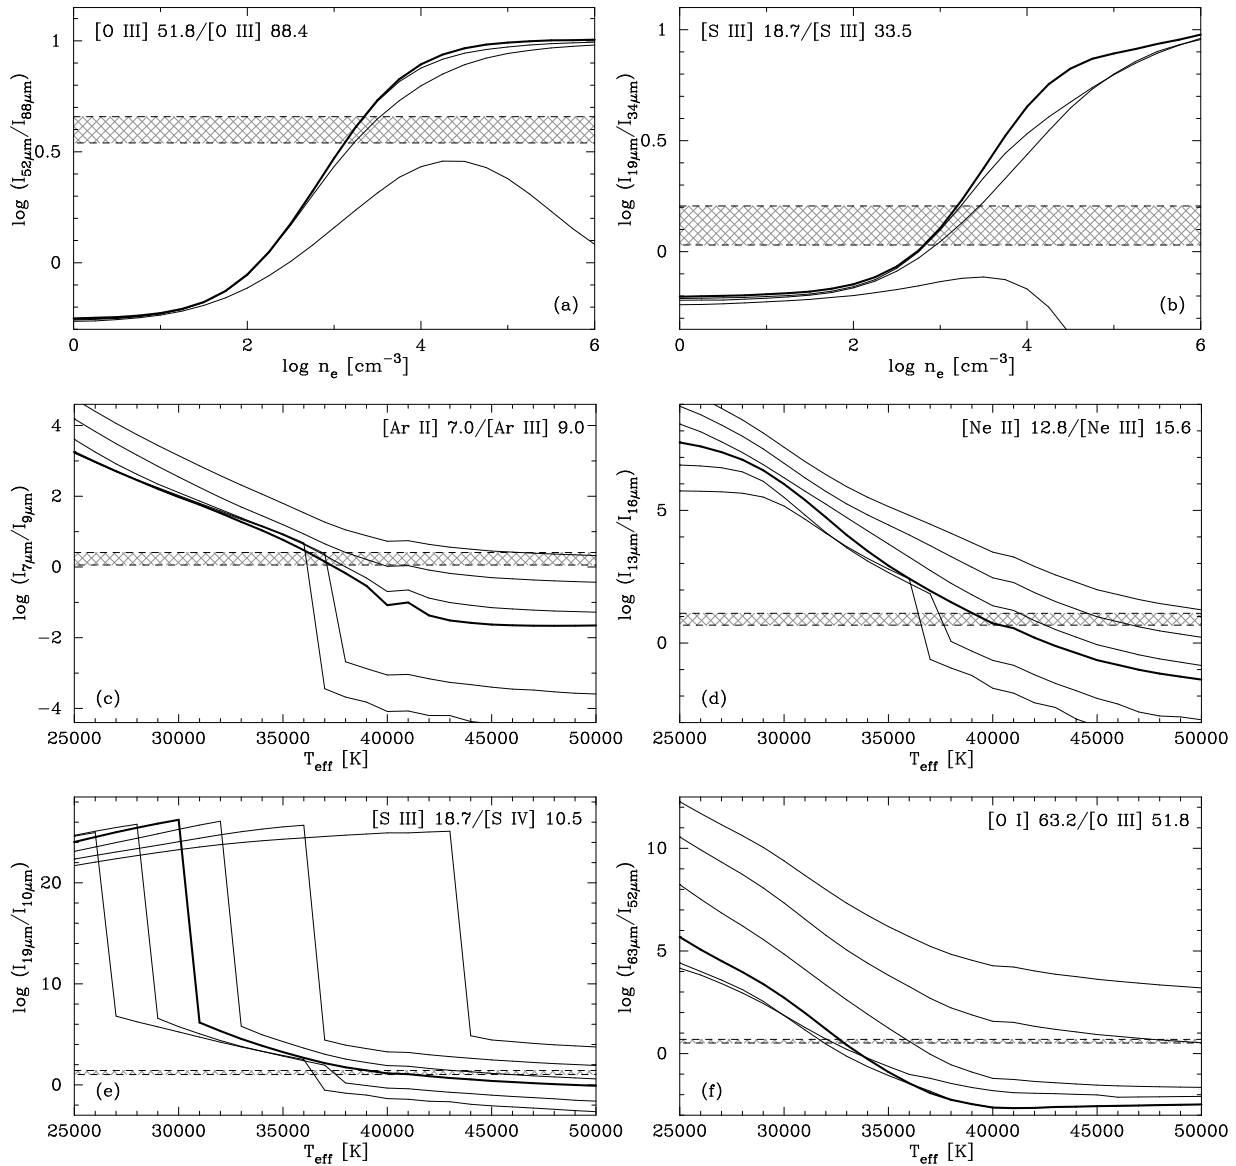 [O III] 51.8/[O III] 88.4
1
0.5
0
log (I52μm/I88μm)
(a)
0 2 4 6
log ne [cm−3]
[S III] 18.7/[S III] 33.5
1
0.5
0
log (I19μm/I34μm)
(b)
0 2 4 6
log ne [cm−3]
[Ar II] 7.0/[Ar III] 9.0
4
2
0
−2
−4
log (I7μm/I9μm)
(c)
25000 30000 35000 40000 45000 50000
Teff [K]
[Ne II] 12.8/[Ne III] 15.6
5
0
log (I13μm/I16μm)
(d)
25000 30000 35000 40000 45000 50000
Teff [K]
[S III] 18.7/[S IV] 10.5
20
10
0
log (I19μm/I10μm)
(e)
25000 30000 35000 40000 45000 50000
Teff [K]
[O I] 63.2/[O III] 51.8
10
5
0
log (I63μm/I52μm)
(f)
25000 30000 35000 40000 45000 50000
Teff [K]